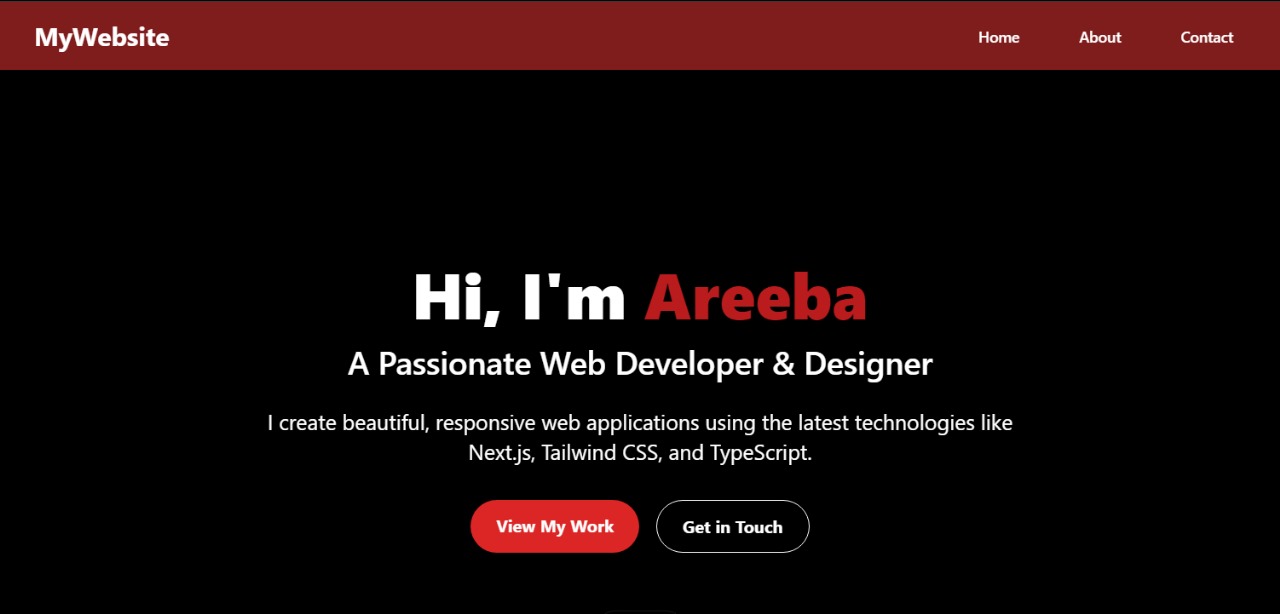 MyWebsite
Home About Contact
Hi, I'm Areeba
A Passionate Web Developer & Designer
I create beautiful, responsive web applications using the latest technologies like
Next.js, Tailwind CSS, and TypeScript.
View My Work
Get in Touch